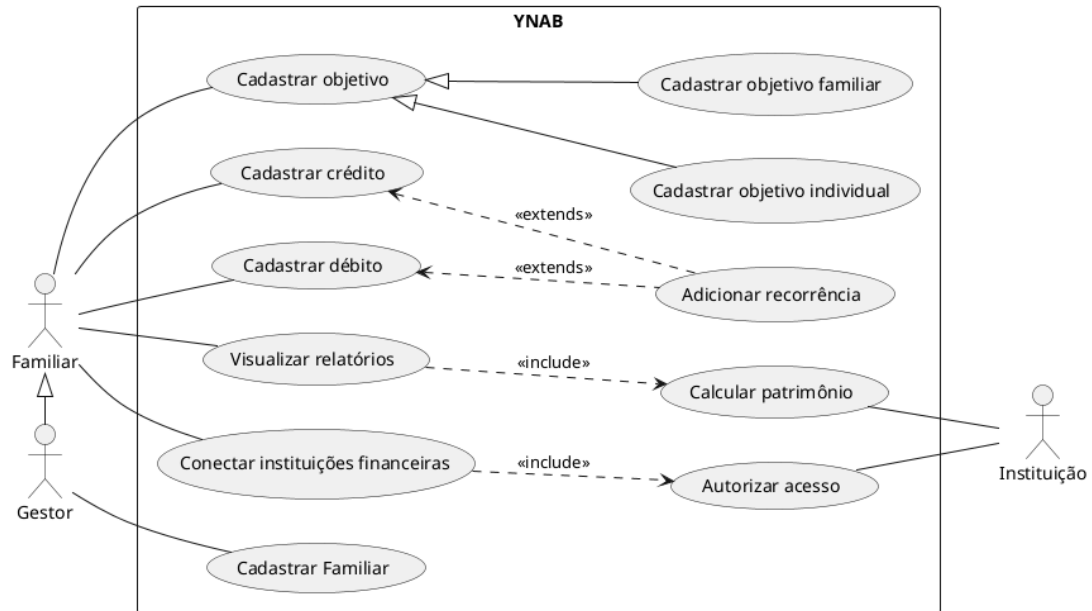 YNAB
Cadastrar objetivo
Cadastrar objetivo familiar
Cadastrar crédito
Cadastrar objetivo individual
«extends»
Cadastrar débito
«extends»
Adicionar recorrência
Familiar
Visualizar relatórios
«include»
Calcular patrimônio
Conectar instituições financeiras
«include»
Autorizar acesso
Instituição
Gestor
Cadastrar Familiar